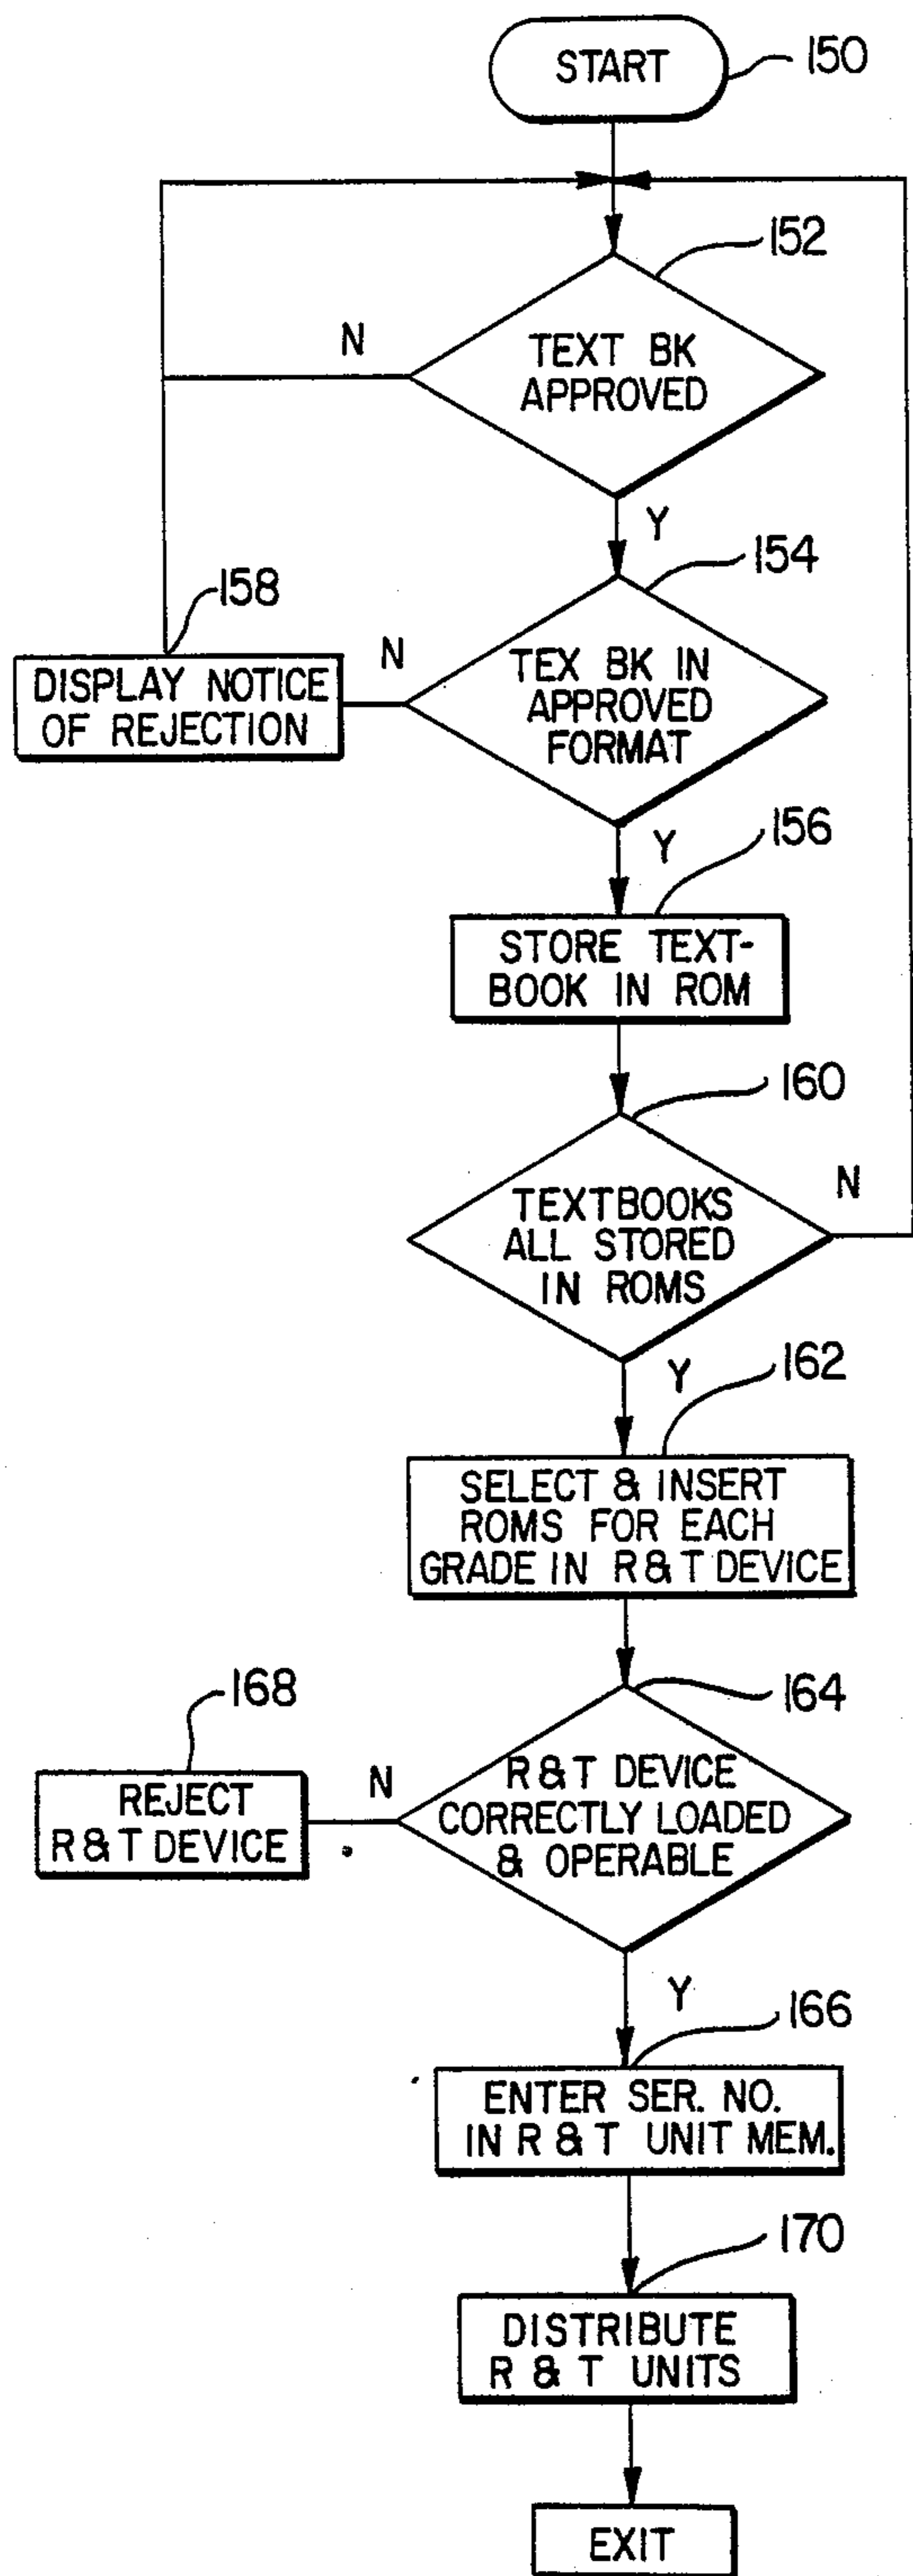 START
150
152
N
TEXT BK
APPROVED
Y
154
158
N
TEX BK IN
APPROVED
FORMAT
DISPLAY NOTICE
OF REJECTION
Y
156
STORE TEXT-
BOOK IN ROM
160
N
TEXTBOOKS
ALL STORED
IN ROMS
Y
162
SELECT & INSERT
ROMS FOR EACH
GRADE IN R & T DEVICE
168
164
N
R & T DEVICE
CORRECTLY LOADED
& OPERABLE
REJECT
R & T DEVICE
Y
166
ENTER SER. NO.
IN R & T UNIT MEM.
170
DISTRIBUTE
R & T UNITS
EXIT